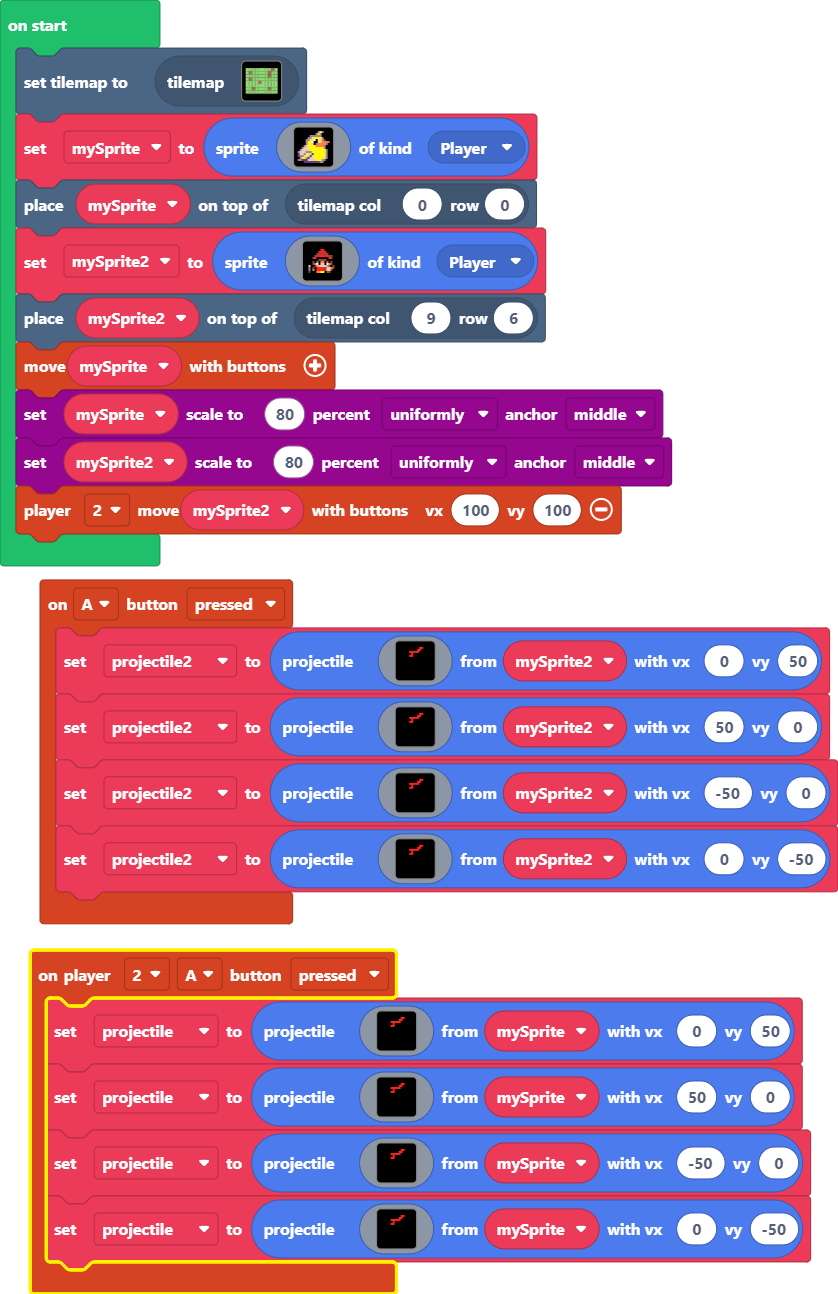 on start
set tilemap to tilemap
set mySprite to sprite of kind Player
place mySprite on top of tilemap col 0 row 0
set mySprite2 to sprite of kind Player
place mySprite2 on top of tilemap col 9 row 6
move mySprite with buttons
set mySprite scale to 80 percent uniformly anchor middle
set mySprite2 scale to 80 percent uniformly anchor middle
player 2 move mySprite2 with buttons vx 100 vy 100
on A button pressed
set projectile2 to projectile from mySprite2 with vx 0 vy 50
set projectile2 to projectile from mySprite2 with vx 50 vy 0
set projectile2 to projectile from mySprite2 with vx -50 vy 0
set projectile2 to projectile from mySprite2 with vx 0 vy -50
on player 2 A button pressed
set projectile to projectile from mySprite with vx 0 vy 50
set projectile to projectile from mySprite with vx 50 vy 0
set projectile to projectile from mySprite with vx -50 vy 0
set projectile to projectile from mySprite with vx 0 vy -50